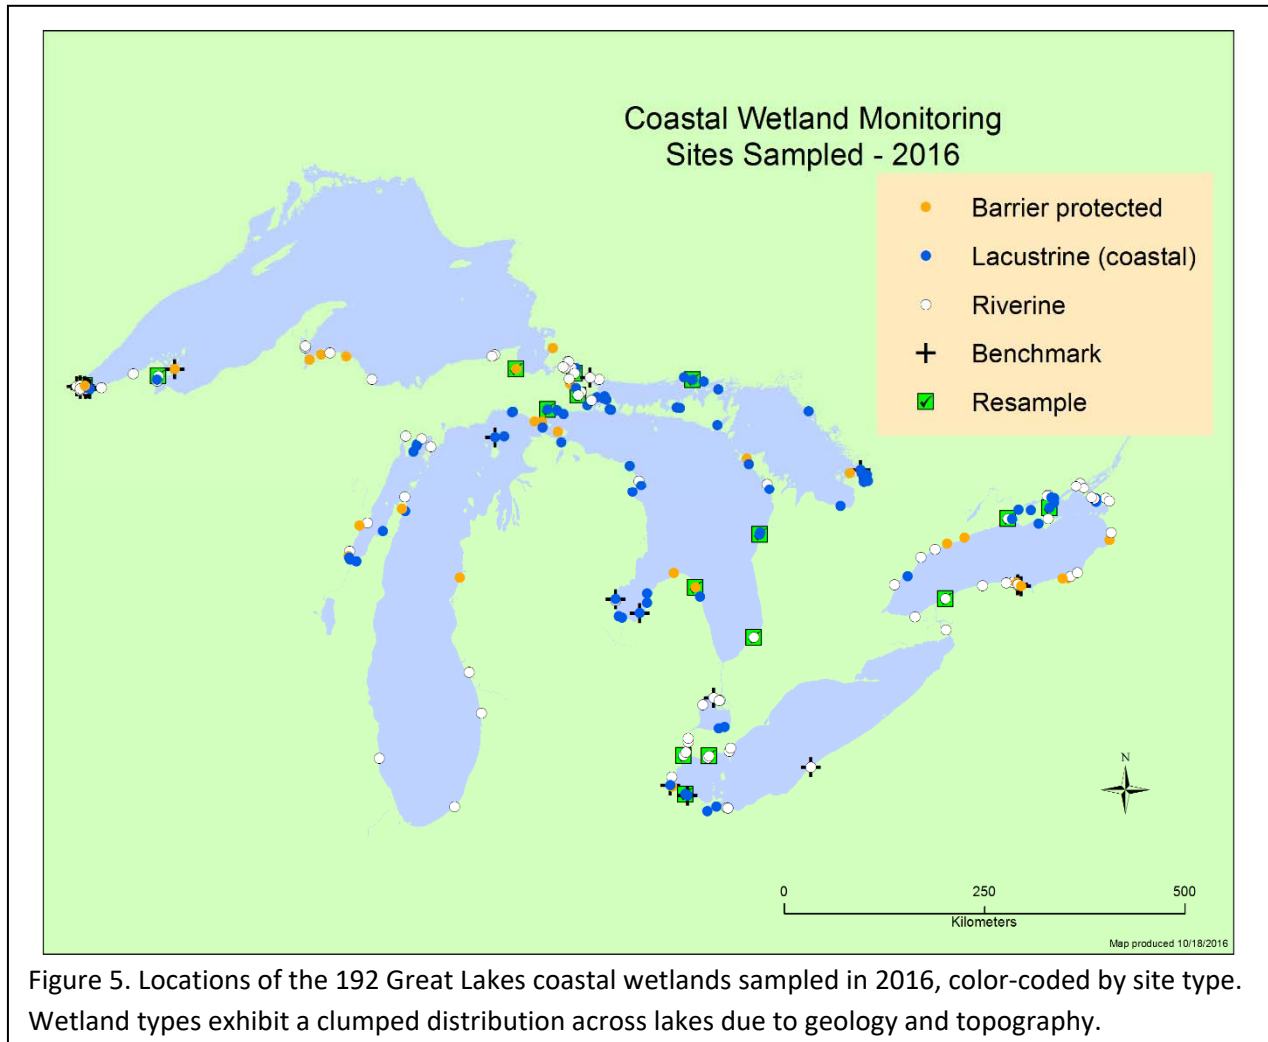 Coastal Wetland Monitoring
Sites Sampled - 2016
Barrier protected
Lacustrine (coastal)
Riverine
Benchmark
Resample
N
0 250 500
Kilometers
Map produced 10/18/2016
Figure 5. Locations of the 192 Great Lakes coastal wetlands sampled in 2016, color-coded by site type.
Wetland types exhibit a clumped distribution across lakes due to geology and topography.